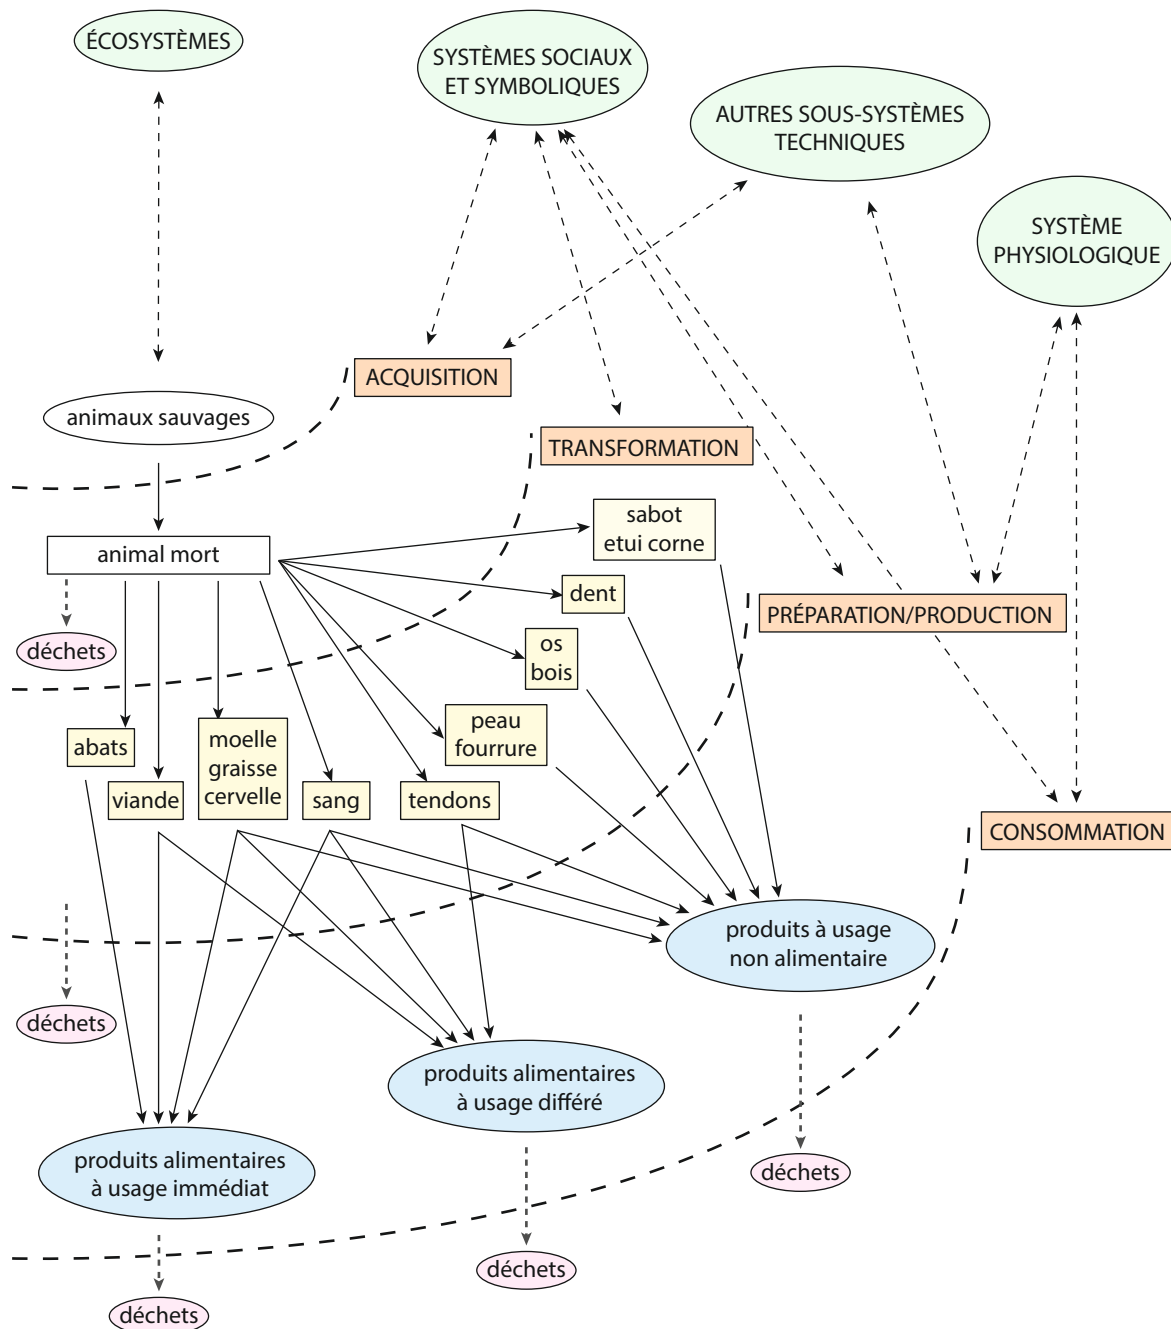 ÉCOSYSTÈMES
SYSTÈMES SOCIAUX
ET SYMBOLIQUES
AUTRES SOUS-SYSTÈMES
TECHNIQUES
SYSTÈME
PHYSIOLOGIQUE
ACQUISITION
animaux sauvages
TRANSFORMATION
sabot
etui corne
animal mort
dent
PRÉPARATION/PRODUCTION
déchets
os
bois
peau
fourrure
abats
moelle
graisse
cervelle
viande
sang
tendons
CONSOMMATION
produits à usage
non alimentaire
déchets
produits alimentaires
à usage différé
produits alimentaires
à usage immédiat
déchets
déchets
déchets